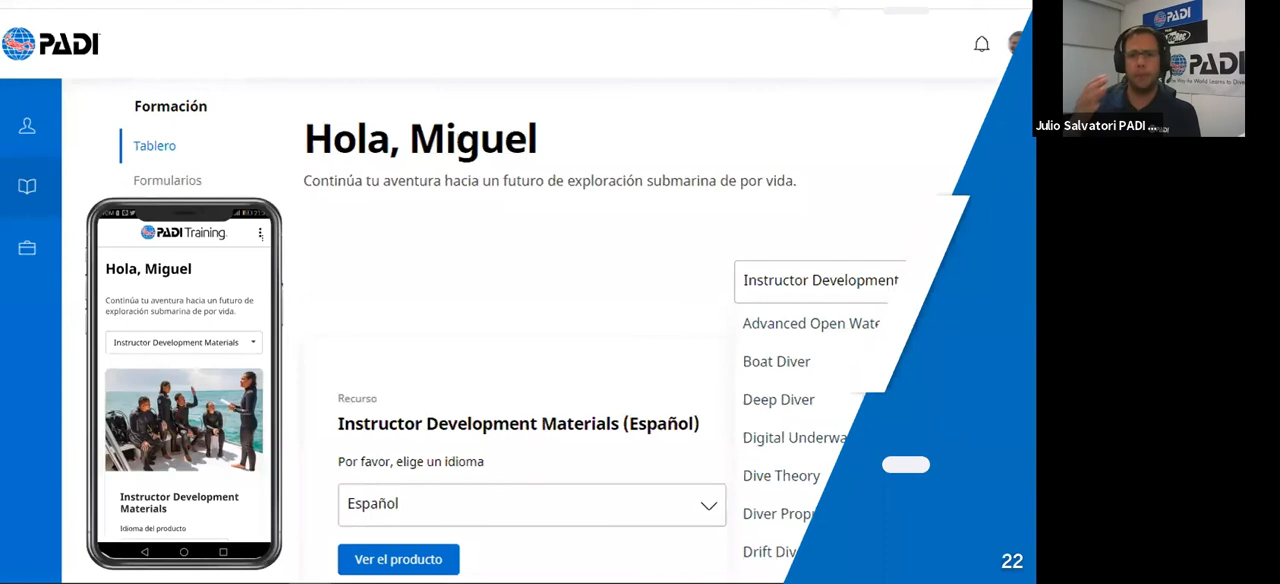 PADI
Formación
Tablero
Formularios
Hola, Miguel
Continúa tu aventura hacia un futuro de exploración submarina de por vida.
Instructor Development
Advanced Open Wate
Boat Diver
Deep Diver
Digital Underwa
Dive Theory
Diver Prop
Drift Div
Recurso
Instructor Development Materials (Español)
Por favor, elige un idioma
Español
Ver el producto
PADI Training.
Hola, Miguel
Continúa tu aventura hacia un futuro de
exploración submarina de por vida.
Instructor Development Materials
Instructor Development
Materials
Idioma del producto
22
PADI
PADI
Julio Salvatori PADI ...